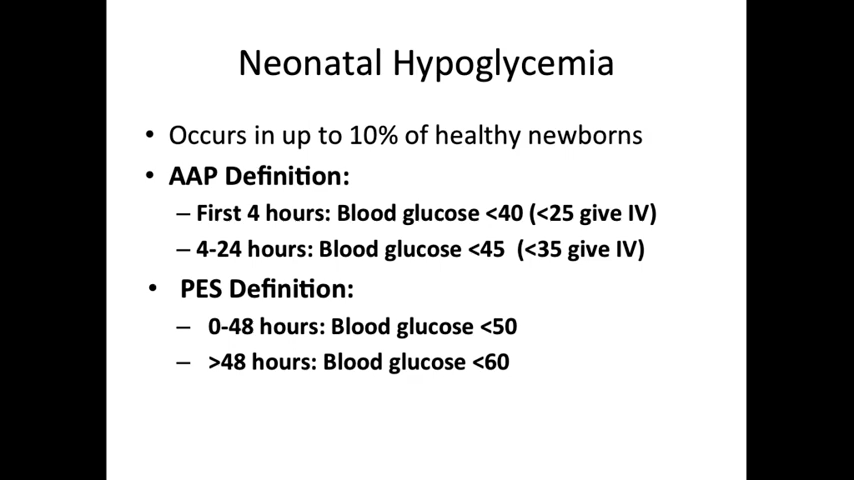 Neonatal Hypoglycemia
• Occurs in up to 10% of healthy newborns
• AAP Definition:
– First 4 hours: Blood glucose <40 (<25 give IV)
– 4-24 hours: Blood glucose <45 (<35 give IV)
• PES Definition:
– 0-48 hours: Blood glucose <50
– >48 hours: Blood glucose <60